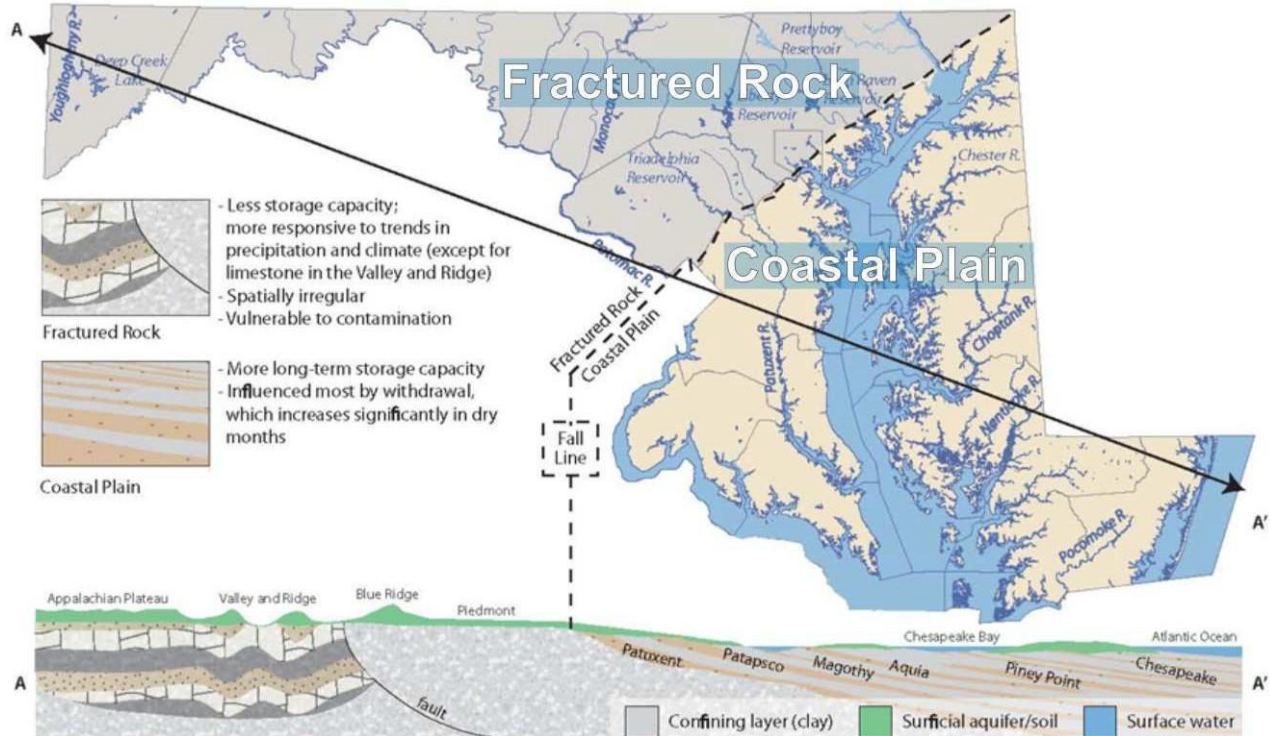 A
Youghiogheny R.
Deep Creek
Lake
Prettyboy
Reservoir
Fractured Rock
Raven
Reservoir
Reservoir
Triadelphia
Reservoir
Chester R.
Coastal Plain
Potomac R.
Fractured Rock
Coastal Plain
Patuxent R.
Choptank R.
Nanticoke R.
Pocomoke R.
A'
- Less storage capacity;
more responsive to trends in
precipitation and climate (except for
limestone in the Valley and Ridge)
- Spatially irregular
- Vulnerable to contamination
Fractured Rock
- More long-term storage capacity
- Influenced most by withdrawal,
which increases significantly in dry
months
Coastal Plain
Fall
Line
Appalachian Plateau
Valley and Ridge
Blue Ridge
Piedmont
Chesapeake Bay
Atlantic Ocean
A
Patuxent
Patapsco
Magothy
Aquia
Piney Point
Chesapeake
A'
fault
Confining layer (clay)
Surficial aquifer/soil
Surface water